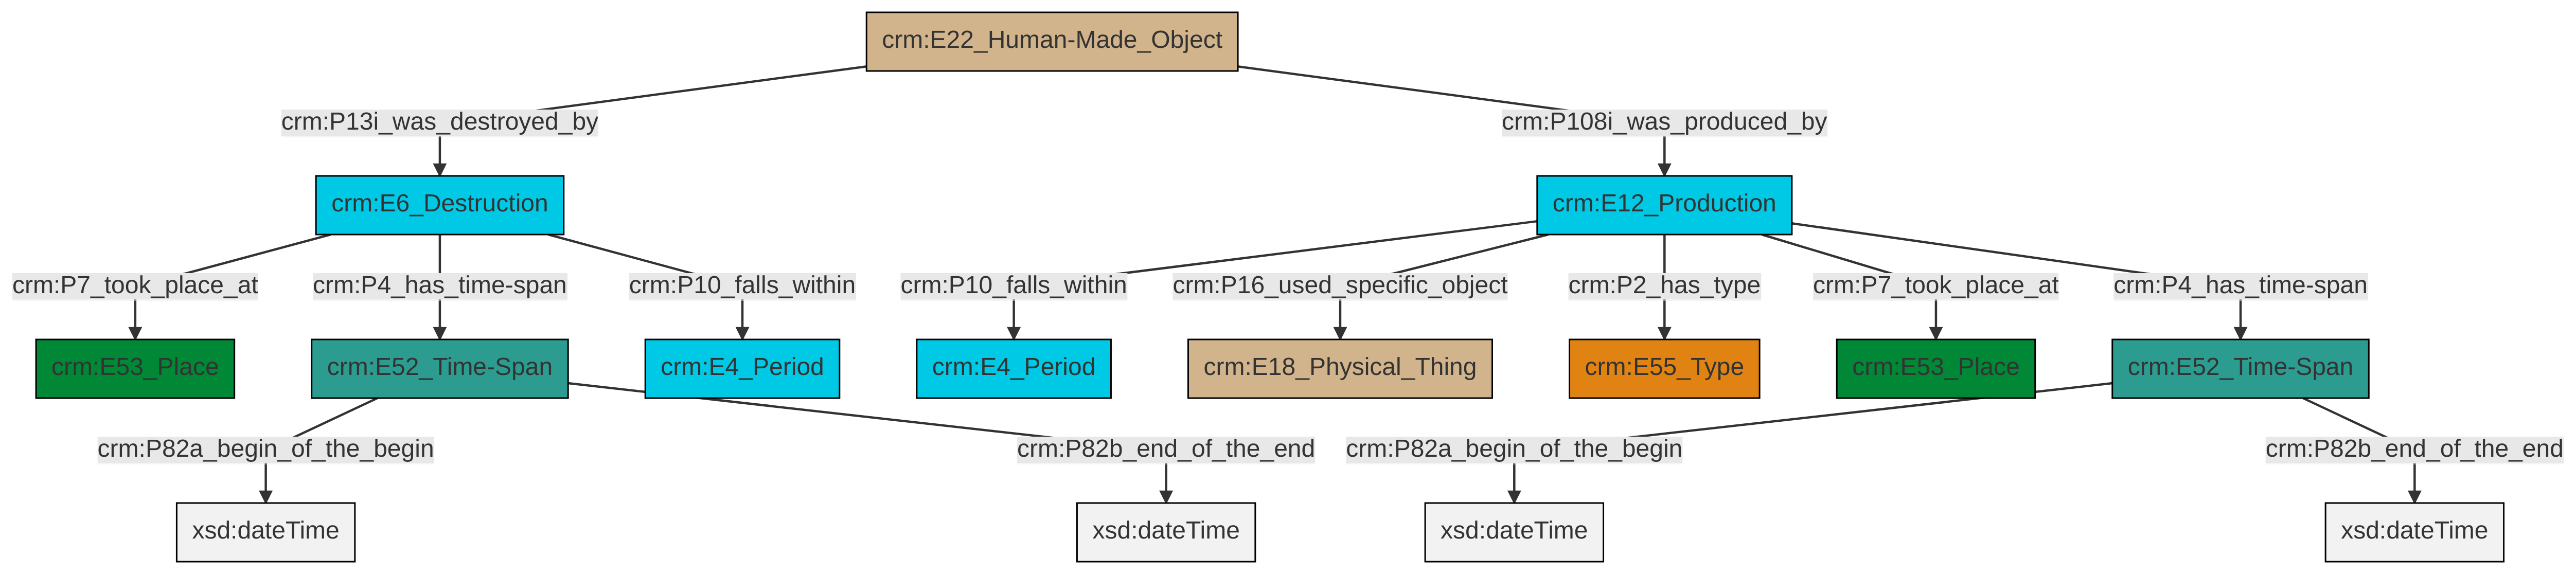 crm:E22_Human-Made_Object
crm:P13i_was_destroyed_by
crm:P108i_was_produced_by
crm:E6_Destruction
crm:E12_Production
crm:P7_took_place_at
crm:P4_has_time-span
crm:P10_falls_within
crm:P10_falls_within
crm:P16_used_specific_object
crm:P2_has_type
crm:P7_took_place_at
crm:P4_has_time-span
crm:E53_Place
crm:E52_Time-Span
crm:E4_Period
crm:E4_Period
crm:E18_Physical_Thing
crm:E55_Type
crm:E53_Place
crm:E52_Time-Span
crm:P82a_begin_of_the_begin
crm:P82b_end_of_the_end
crm:P82a_begin_of_the_begin
crm:P82b_end_of_the_end
xsd:dateTime
xsd:dateTime
xsd:dateTime
xsd:dateTime